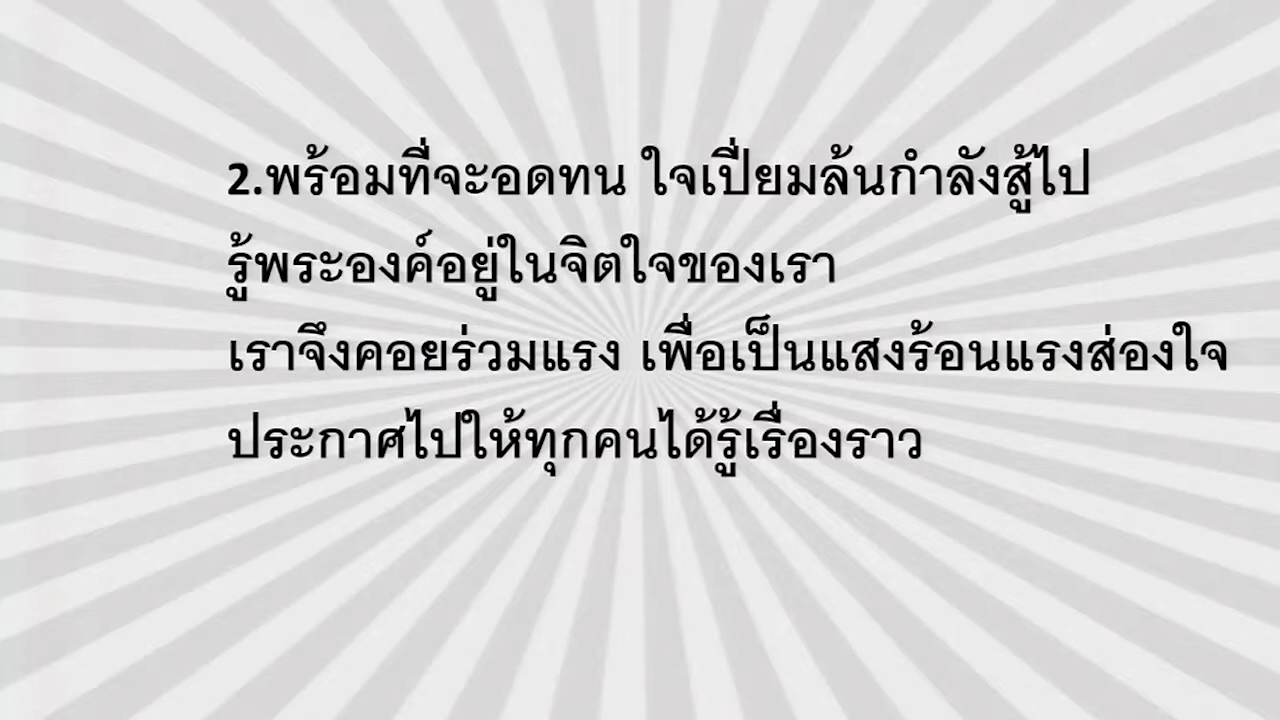 2.พร้อมที่จะอดทน ใจเปี่ยมล้นกำลังสู้ไป
รู้พระองค์อยู่ในจิตใจของเรา
เราจึงคอยร่วมแรง เพื่อเป็นแสงร้อนแรงส่องใจ
ประกาศไปให้ทุกคนได้รู้เรื่องราว